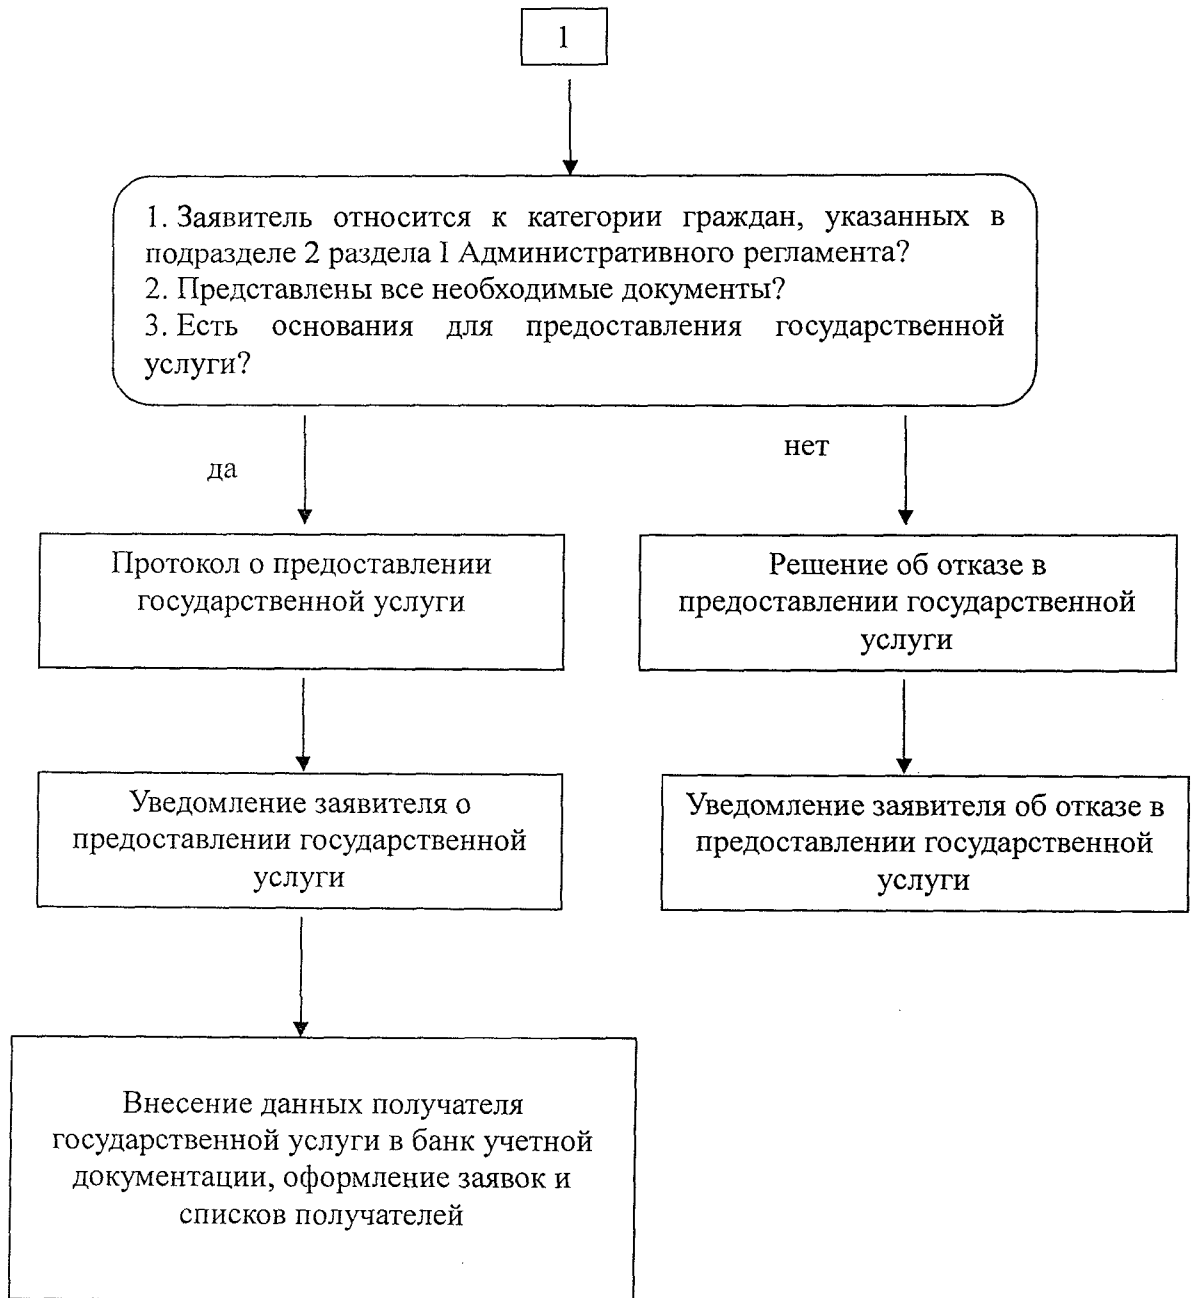 1
1. Заявитель относится к категории граждан, указанных в
подразделе 2 раздела I Административного регламента?
2. Представлены все необходимые документы?
3. Есть основания для предоставления государственной
услуги?
да
нет
Протокол о предоставлении
государственной услуги
Решение об отказе в
предоставлении государственной
услуги
Уведомление заявителя о
предоставлении государственной
услуги
Уведомление заявителя об отказе в
предоставлении государственной
услуги
Внесение данных получателя
государственной услуги в банк учетной
документации, оформление заявок и
списков получателей